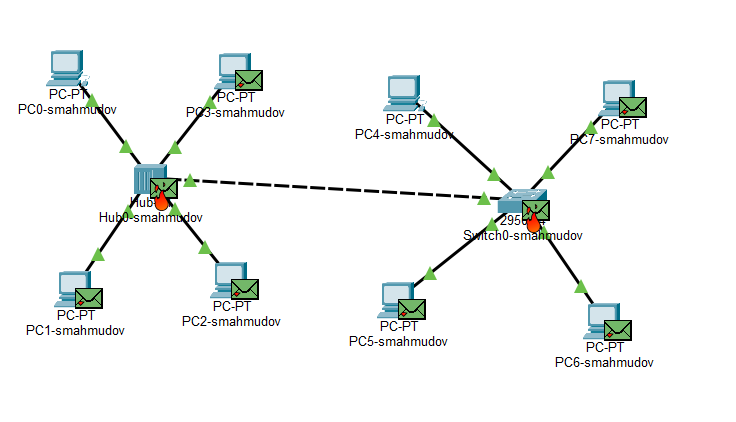 PC-PT
PC0-smahmudov
PC-PT
PC3-smahmudov
PC-PT
PC4-smahmudov
PC-PT
PC7-smahmudov
Hub0-smahmudov
Switch0-smahmudov
PC-PT
PC1-smahmudov
PC-PT
PC2-smahmudov
PC-PT
PC5-smahmudov
PC-PT
PC6-smahmudov